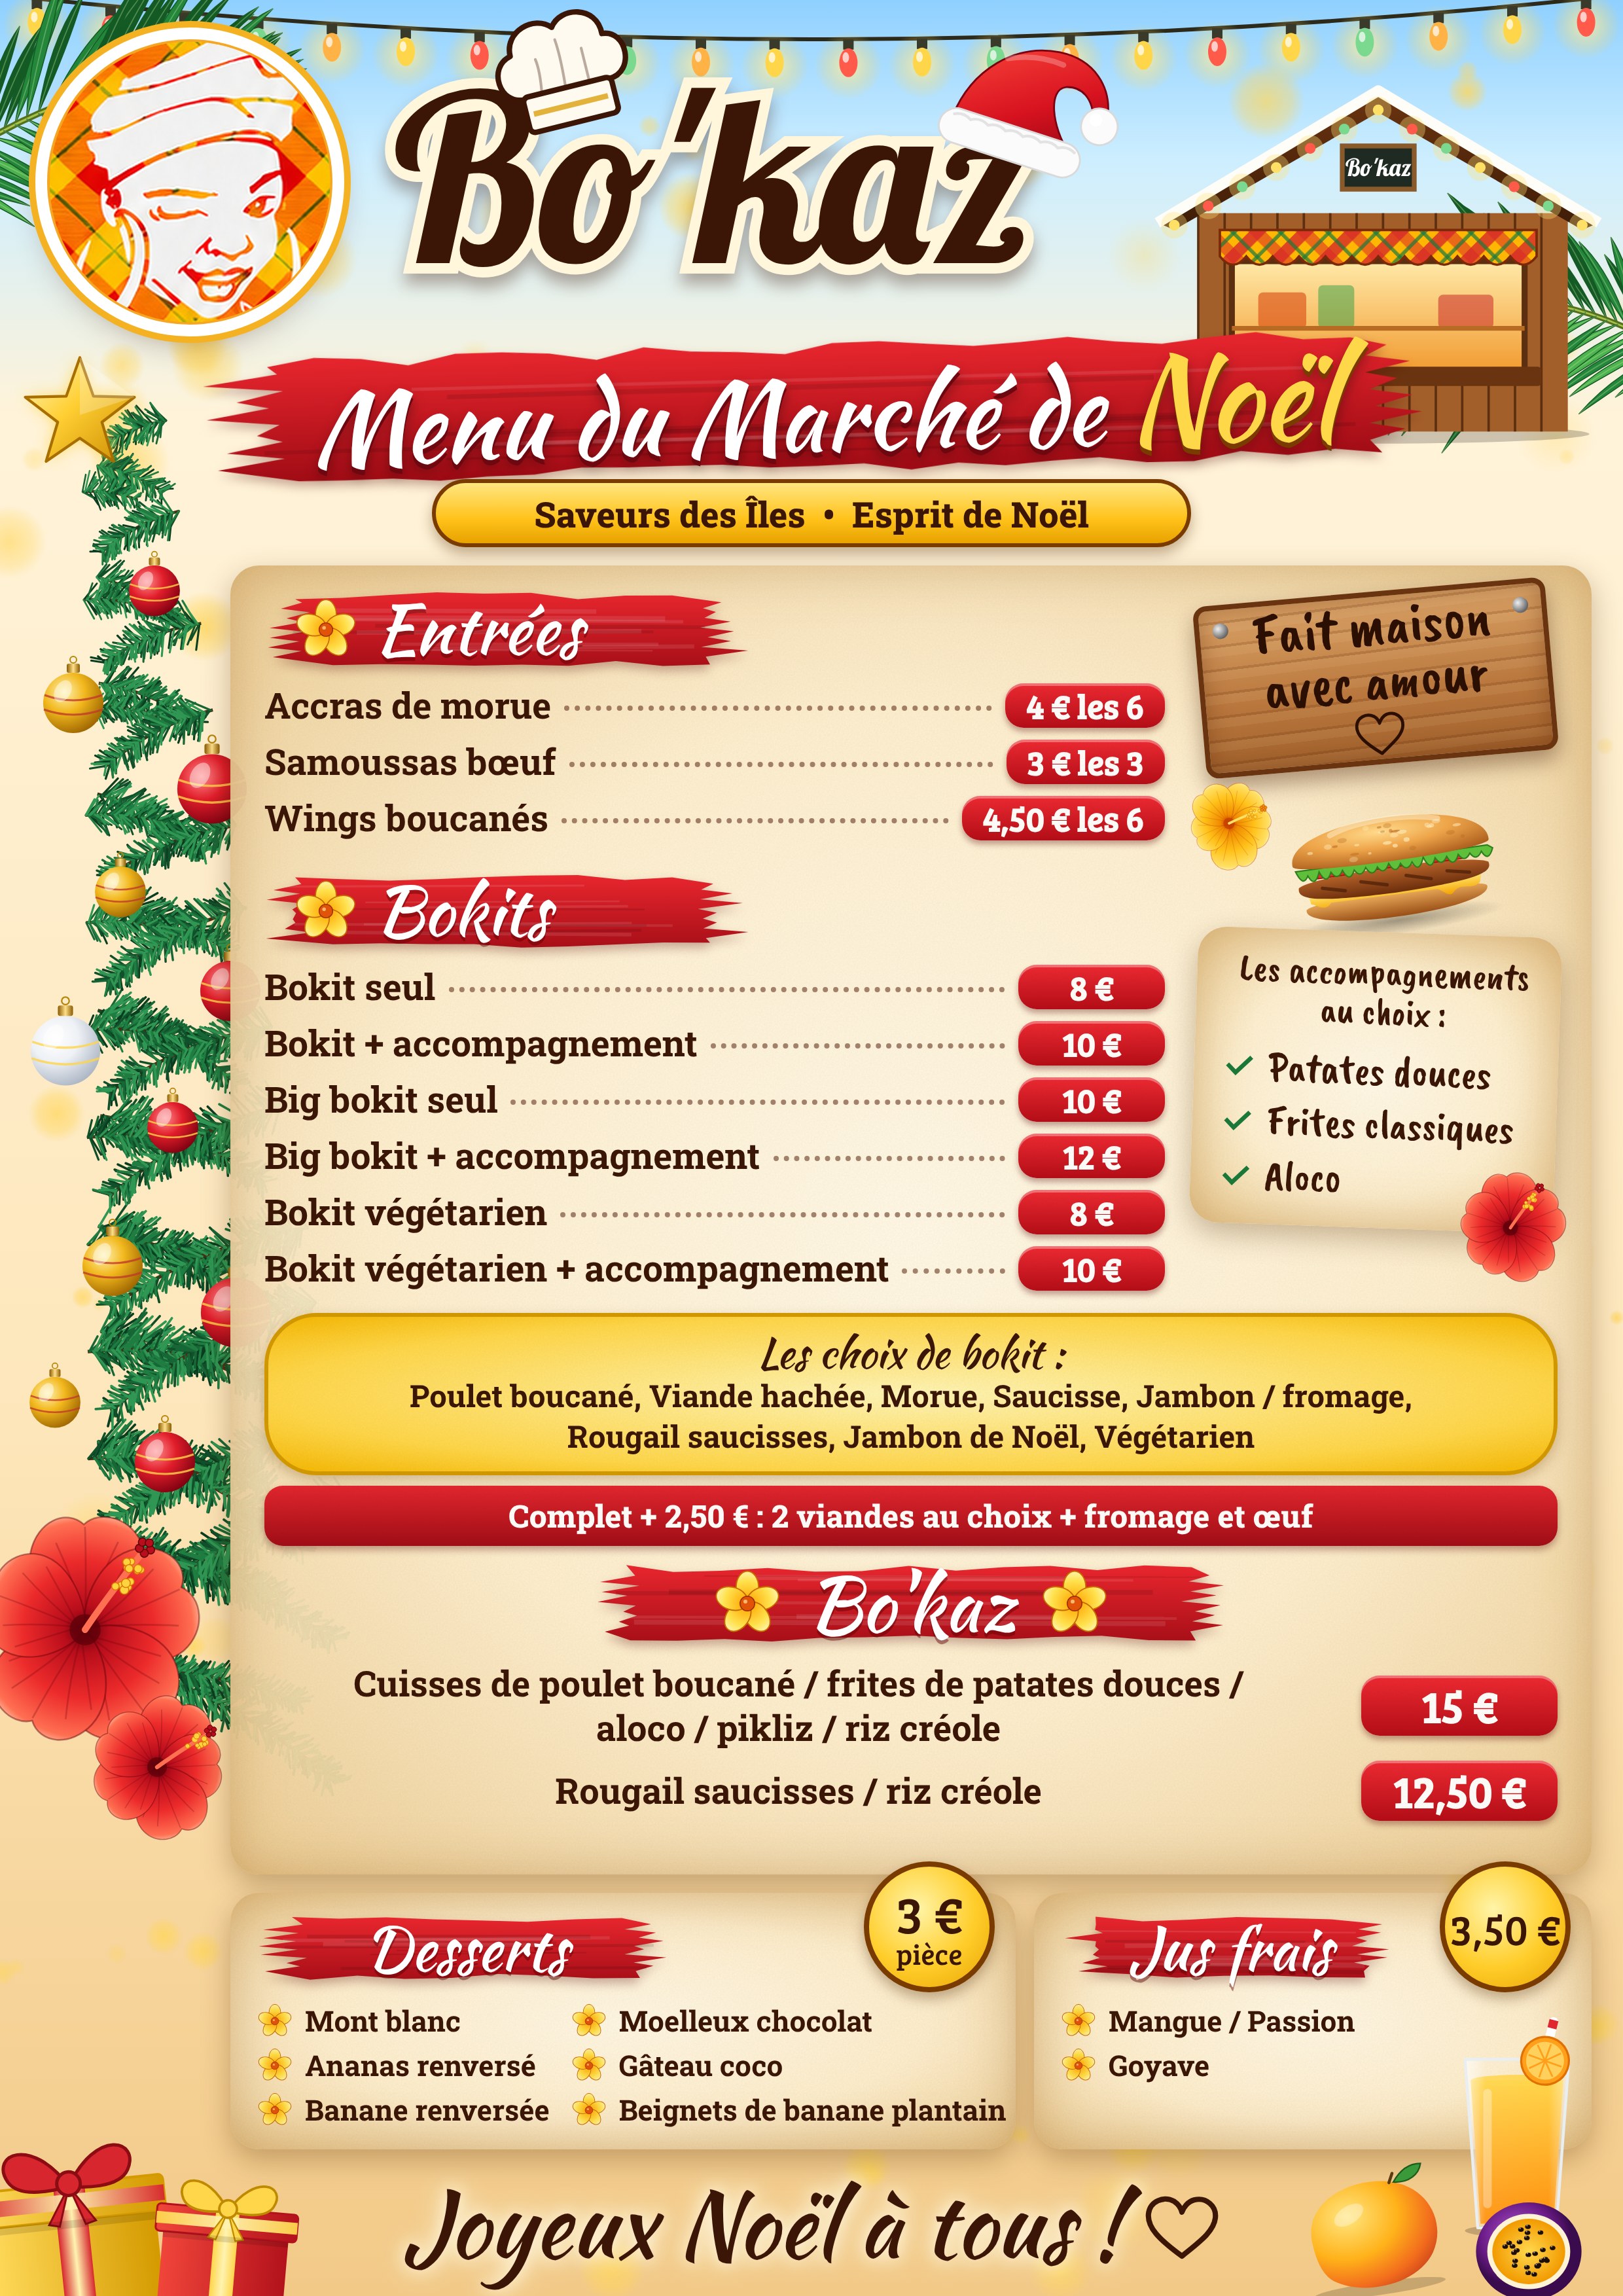 Bo'kaz
Bo'kaz
Menu du Marché de Noël
Saveurs des Îles • Esprit de Noël
Entrées
Accras de morue 4 € les 6
Samoussas bœuf 3 € les 3
Wings boucanés 4,50 € les 6
Fait maison
avec amour
Bokits
Bokit seul 8 €
Bokit + accompagnement 10 €
Big bokit seul 10 €
Big bokit + accompagnement 12 €
Bokit végétarien 8 €
Bokit végétarien + accompagnement 10 €
Les accompagnements
au choix :
Patates douces
Frites classiques
Aloco
Les choix de bokit :
Poulet boucané, Viande hachée, Morue, Saucisse, Jambon / fromage,
Rougail saucisses, Jambon de Noël, Végétarien
Complet + 2,50 € : 2 viandes au choix + fromage et œuf
Bo'kaz
Cuisses de poulet boucané / frites de patates douces /
aloco / pikliz / riz créole
15 €
Rougail saucisses / riz créole 12,50 €
Desserts
3 €
pièce
Mont blanc
Ananas renversé
Banane renversée
Moelleux chocolat
Gâteau coco
Beignets de banane plantain
Jus frais
3,50 €
Mangue / Passion
Goyave
Joyeux Noël à tous !